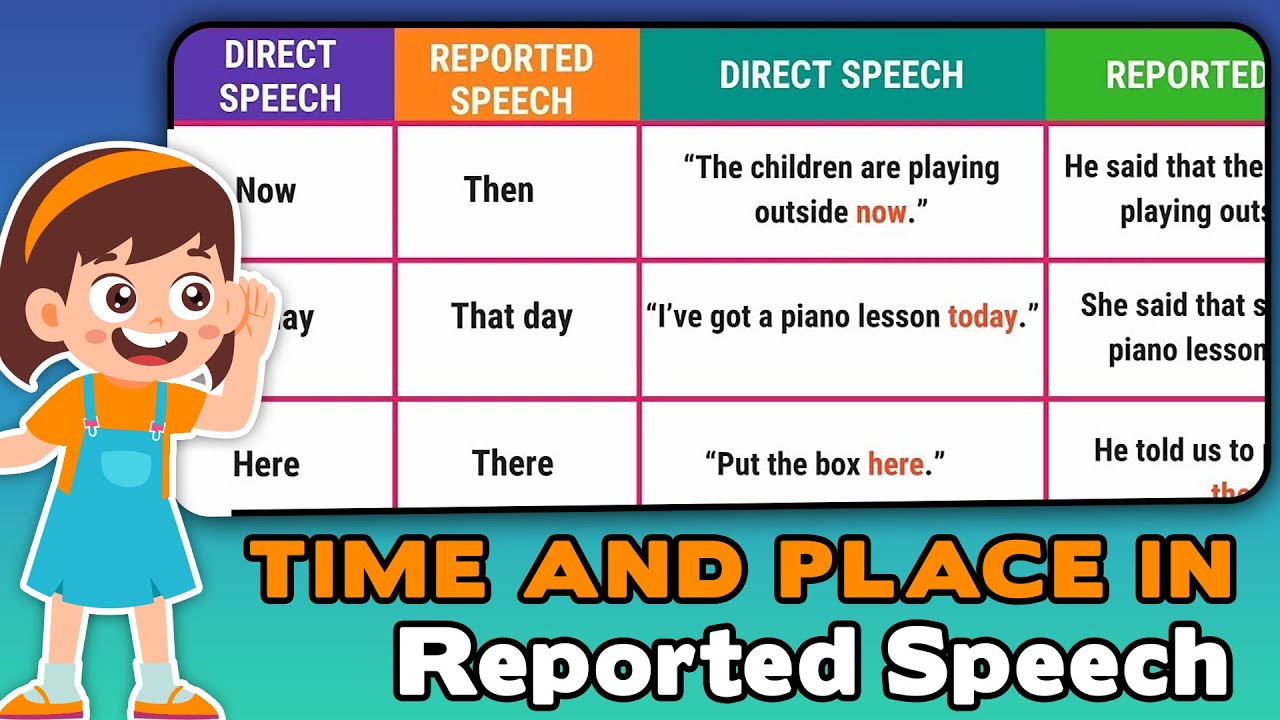 DIRECT
SPEECH
REPORTED
SPEECH
DIRECT SPEECH
REPORTED
Now
Then
“The children are playing
outside now.”
He said that the
playing
That day
“I’ve got a piano lesson today.”
She said that
piano lesson
Here
There
“Put the box here.”
He told us to
TIME AND PLACE IN
Reported Speech